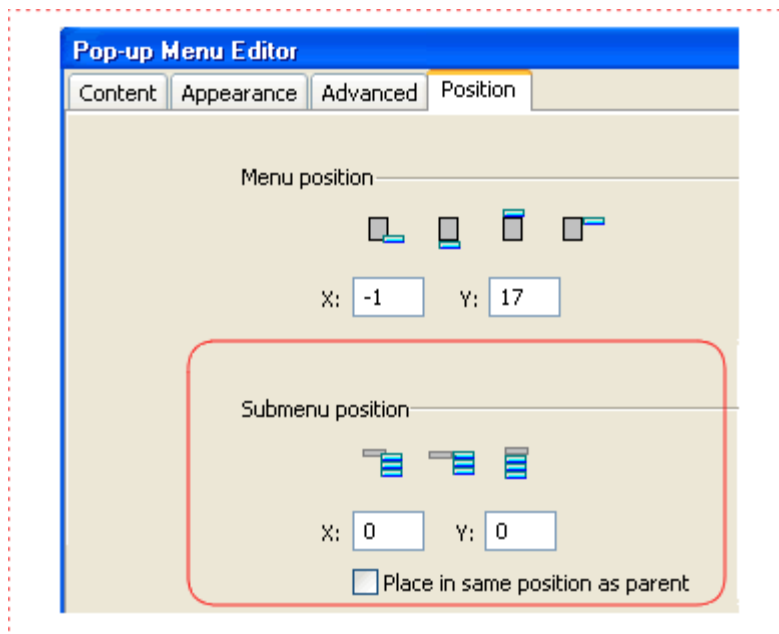 Pop-up Menu Editor
Content Appearance Advanced Position
Menu position
X: -1 Y: 17
Submenu position
X: 0 Y: 0
Place in same position as parent